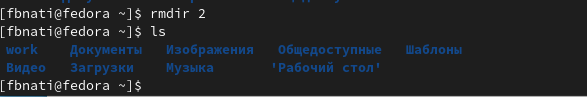 [fbnati@fedora ~]$ rmdir 2
[fbnati@fedora ~]$ ls
work Документы Изображения Общедоступные Шаблоны
Видео Загрузки Музыка 'Рабочий стол'
[fbnati@fedora ~]$